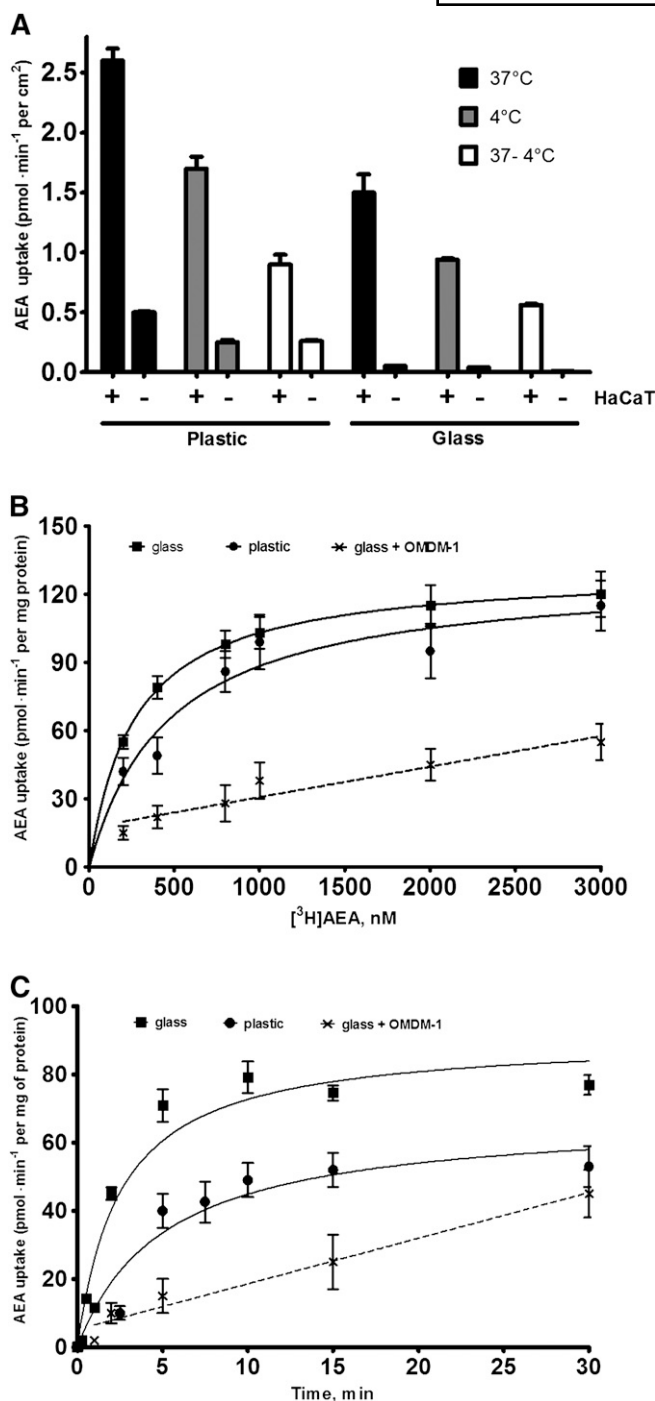 A
AEA uptake (pmol ·min⁻¹ per cm²)
2.5
2.0
1.5
1.0
0.5
0.0
37°C
4°C
37- 4°C
+ - + - + - + - + - + - HaCaT
Plastic Glass
B
AEA uptake (pmol·min⁻¹ per mg protein)
150
120
90
60
30
0
glass plastic glass + OMDM-1
0 500 1000 1500 2000 2500 3000
[³H]AEA, nM
C
AEA uptake (pmol·min⁻¹ per mg of protein)
100
80
60
40
20
0
glass plastic glass + OMDM-1
0 5 10 15 20 25 30
Time, min